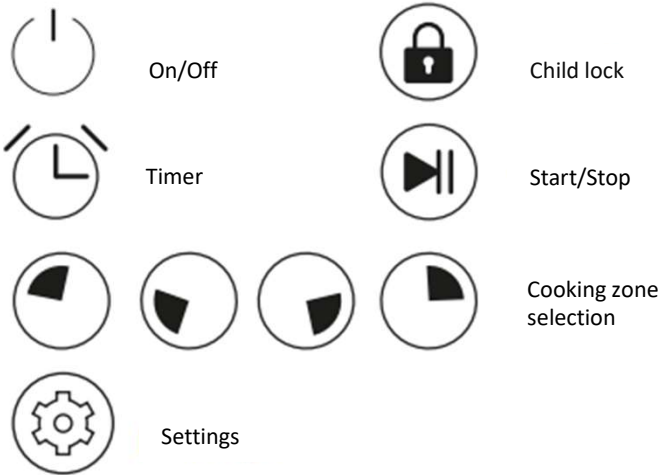 On/Off
Child lock
Timer
Start/Stop
Cooking zone
selection
Settings